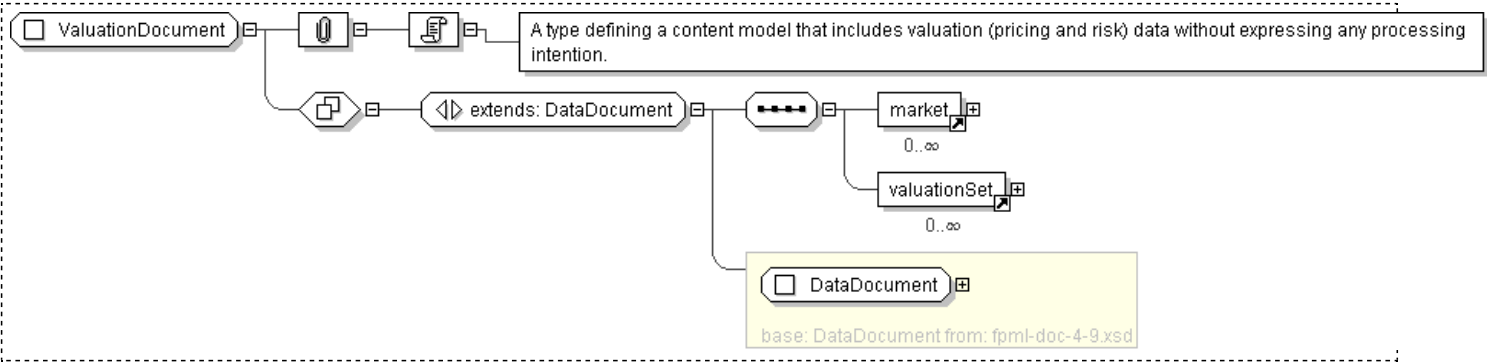 ValuationDocument
A type defining a content model that includes valuation (pricing and risk) data without expressing any processing
intention.
extends: DataDocument
market
0..∞
valuationSet
0..∞
DataDocument
base: DataDocument from: fpml-doc-4-9.xsd